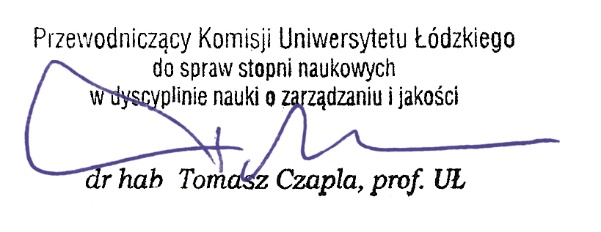 Przewodniczący Komisji Uniwersytetu Łódzkiego
do spraw stopni naukowych
w dyscyplinie nauki o zarządzaniu i jakości
dr hab Tomasz Czapla, prof. UŁ